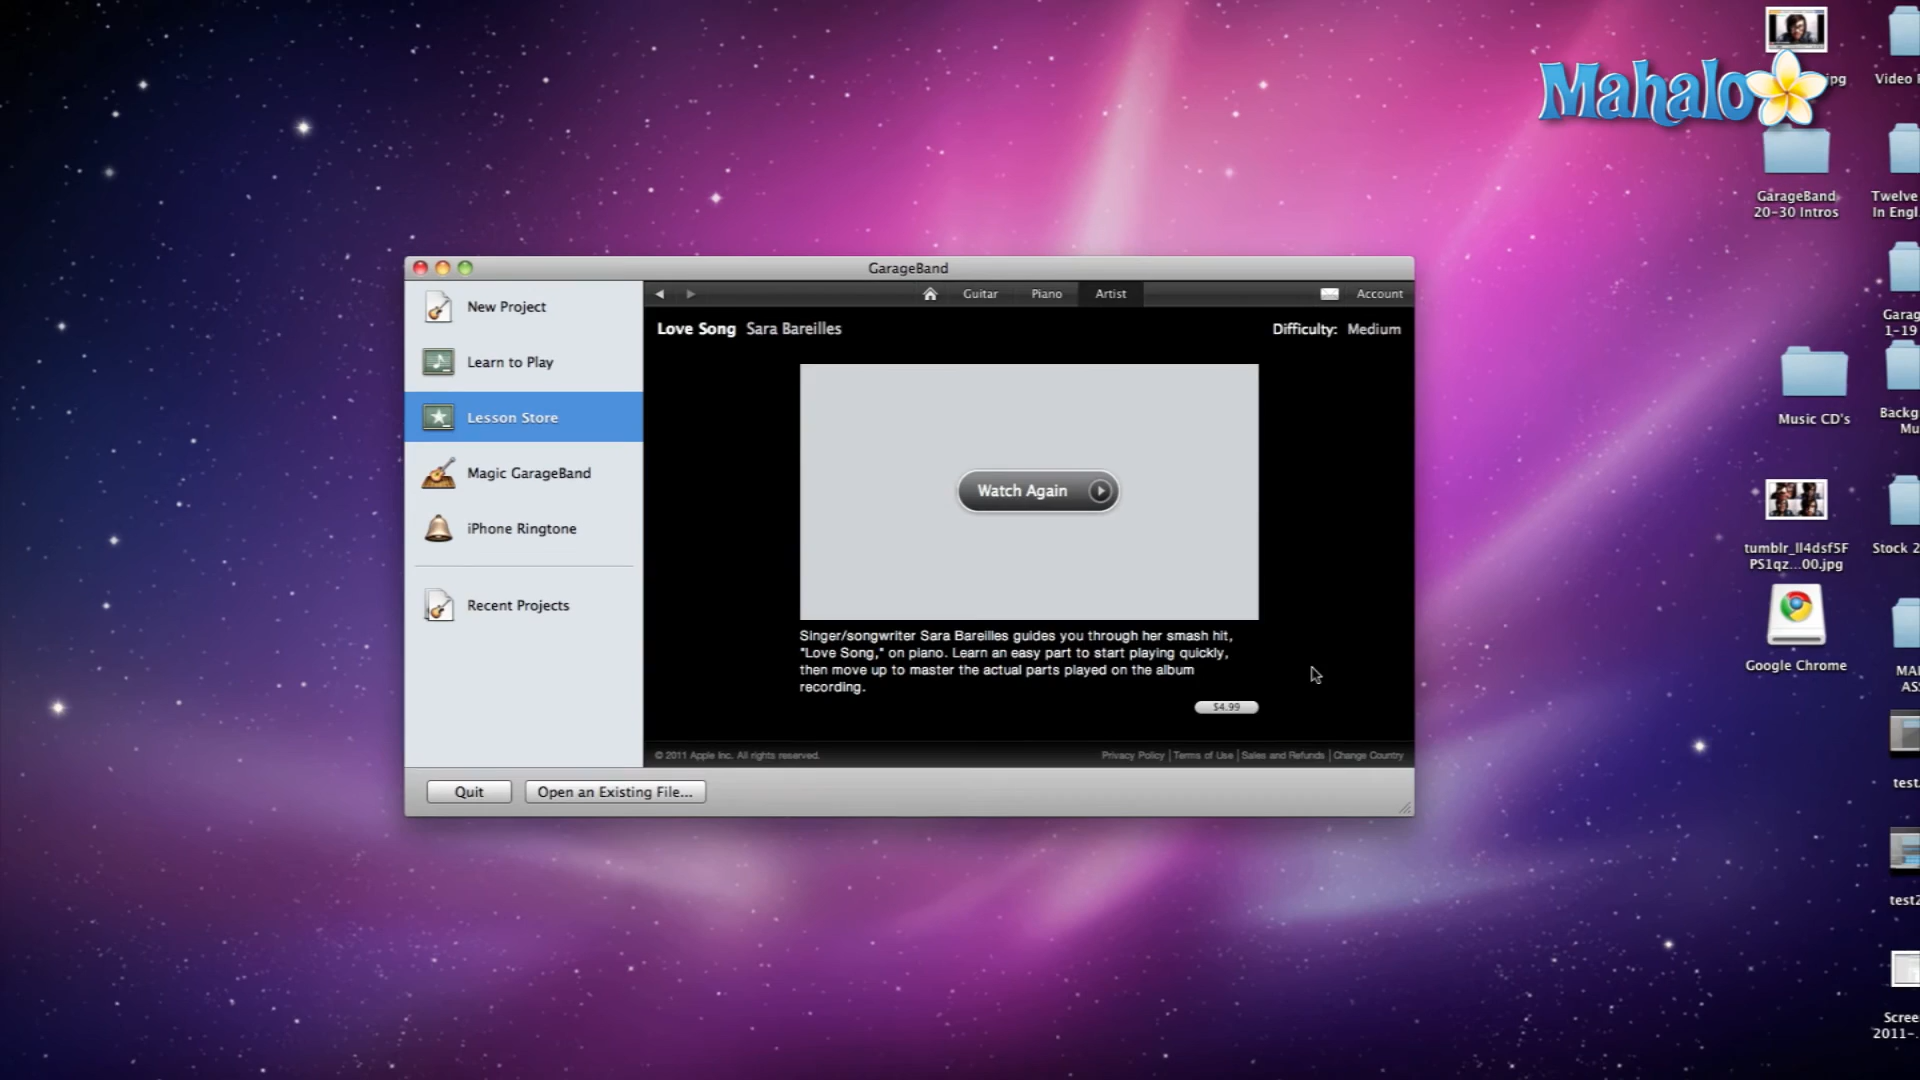 Mahalo
jpg
Video
GarageBand
20-30 Intros
Twelve
In Engl
Garag
1-19
Music CD's
Backg
Mu
tumblr_ll4dsf5F
PS1qz...00.jpg
Stock 2
Google Chrome
test
test2
Scree
2011-.
GarageBand
New Project
Learn to Play
Lesson Store
Magic GarageBand
iPhone Ringtone
Recent Projects
Guitar Piano Artist Account
Love Song Sara Bareilles Difficulty: Medium
Watch Again
Singer/songwriter Sara Bareilles guides you through her smash hit,
"Love Song," on piano. Learn an easy part to start playing quickly,
then move up to master the actual parts played on the album
recording.
$4.99
© 2011 Apple Inc. All rights reserved. Privacy Policy | Terms of Use | Sales and Refunds | Change Country
Quit Open an Existing File...